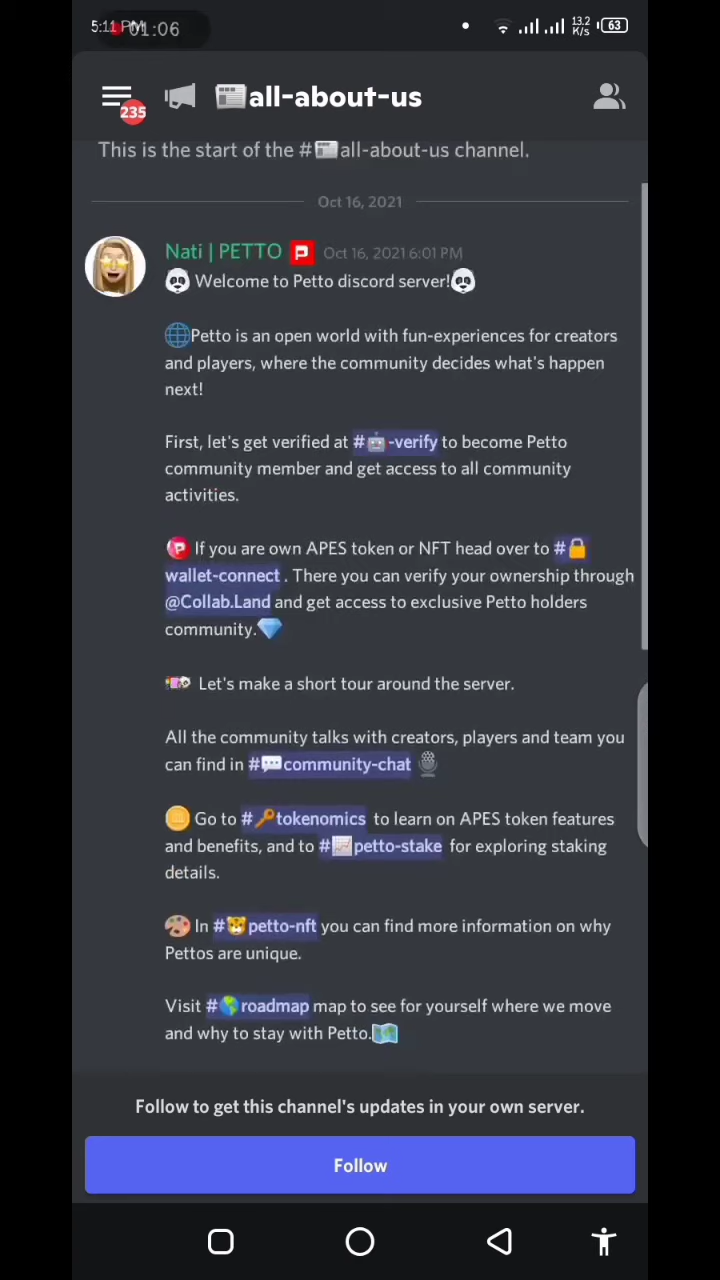 5:11 PM 01:06 13.2 K/s 63
235 all-about-us
This is the start of the #all-about-us channel.
Oct 16, 2021
Nati | PETTO P Oct 16, 2021 6:01 PM
Welcome to Petto discord server!
Petto is an open world with fun-experiences for creators
and players, where the community decides what's happen
next!
First, let's get verified at #-verify to become Petto
community member and get access to all community
activities.
P If you are own APES token or NFT head over to #
wallet-connect . There you can verify your ownership through
@Collab.Land and get access to exclusive Petto holders
community.
Let's make a short tour around the server.
All the community talks with creators, players and team you
can find in #community-chat
Go to #tokenomics to learn on APES token features
and benefits, and to #petto-stake for exploring staking
details.
In #petto-nft you can find more information on why
Pettos are unique.
Visit #roadmap map to see for yourself where we move
and why to stay with Petto.
Follow to get this channel's updates in your own server.
Follow